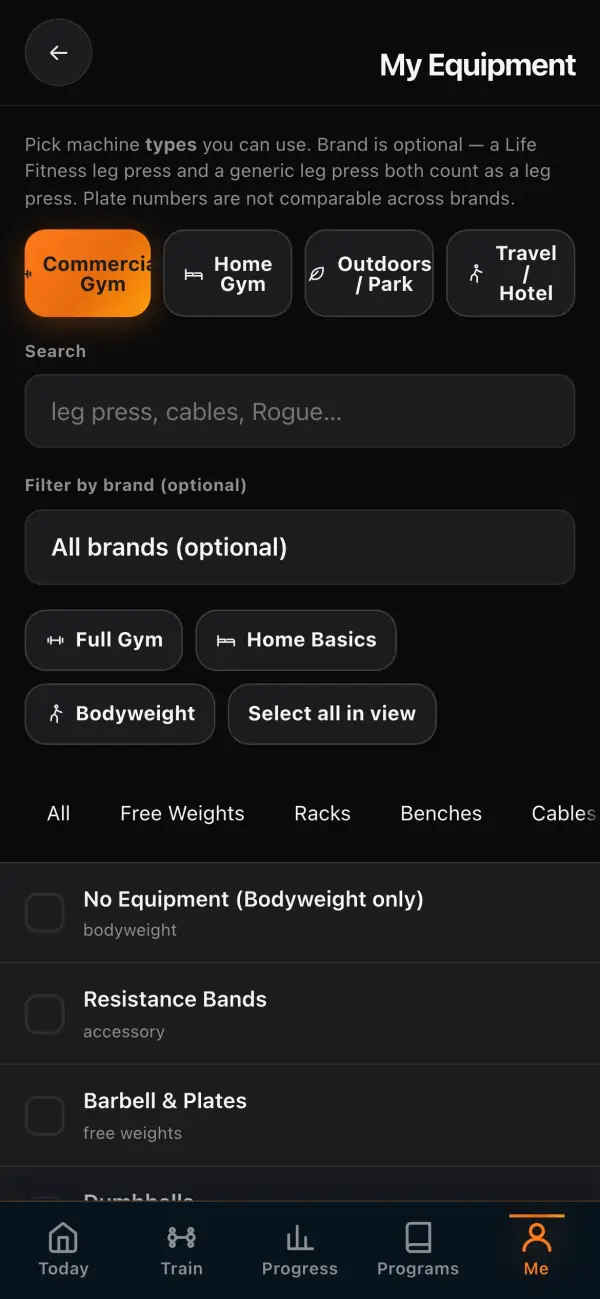 My Equipment
Pick machine types you can use. Brand is optional — a Life
Fitness leg press and a generic leg press both count as a leg
press. Plate numbers are not comparable across brands.
Commercia
Gym
Home
Gym
Outdoors
/ Park
Travel
/
Hotel
Search
leg press, cables, Rogue...
Filter by brand (optional)
All brands (optional)
Full Gym
Home Basics
Bodyweight
Select all in view
All
Free Weights
Racks
Benches
Cables
No Equipment (Bodyweight only)
bodyweight
Resistance Bands
accessory
Barbell & Plates
free weights
Dumbbells
Today
Train
Progress
Programs
Me